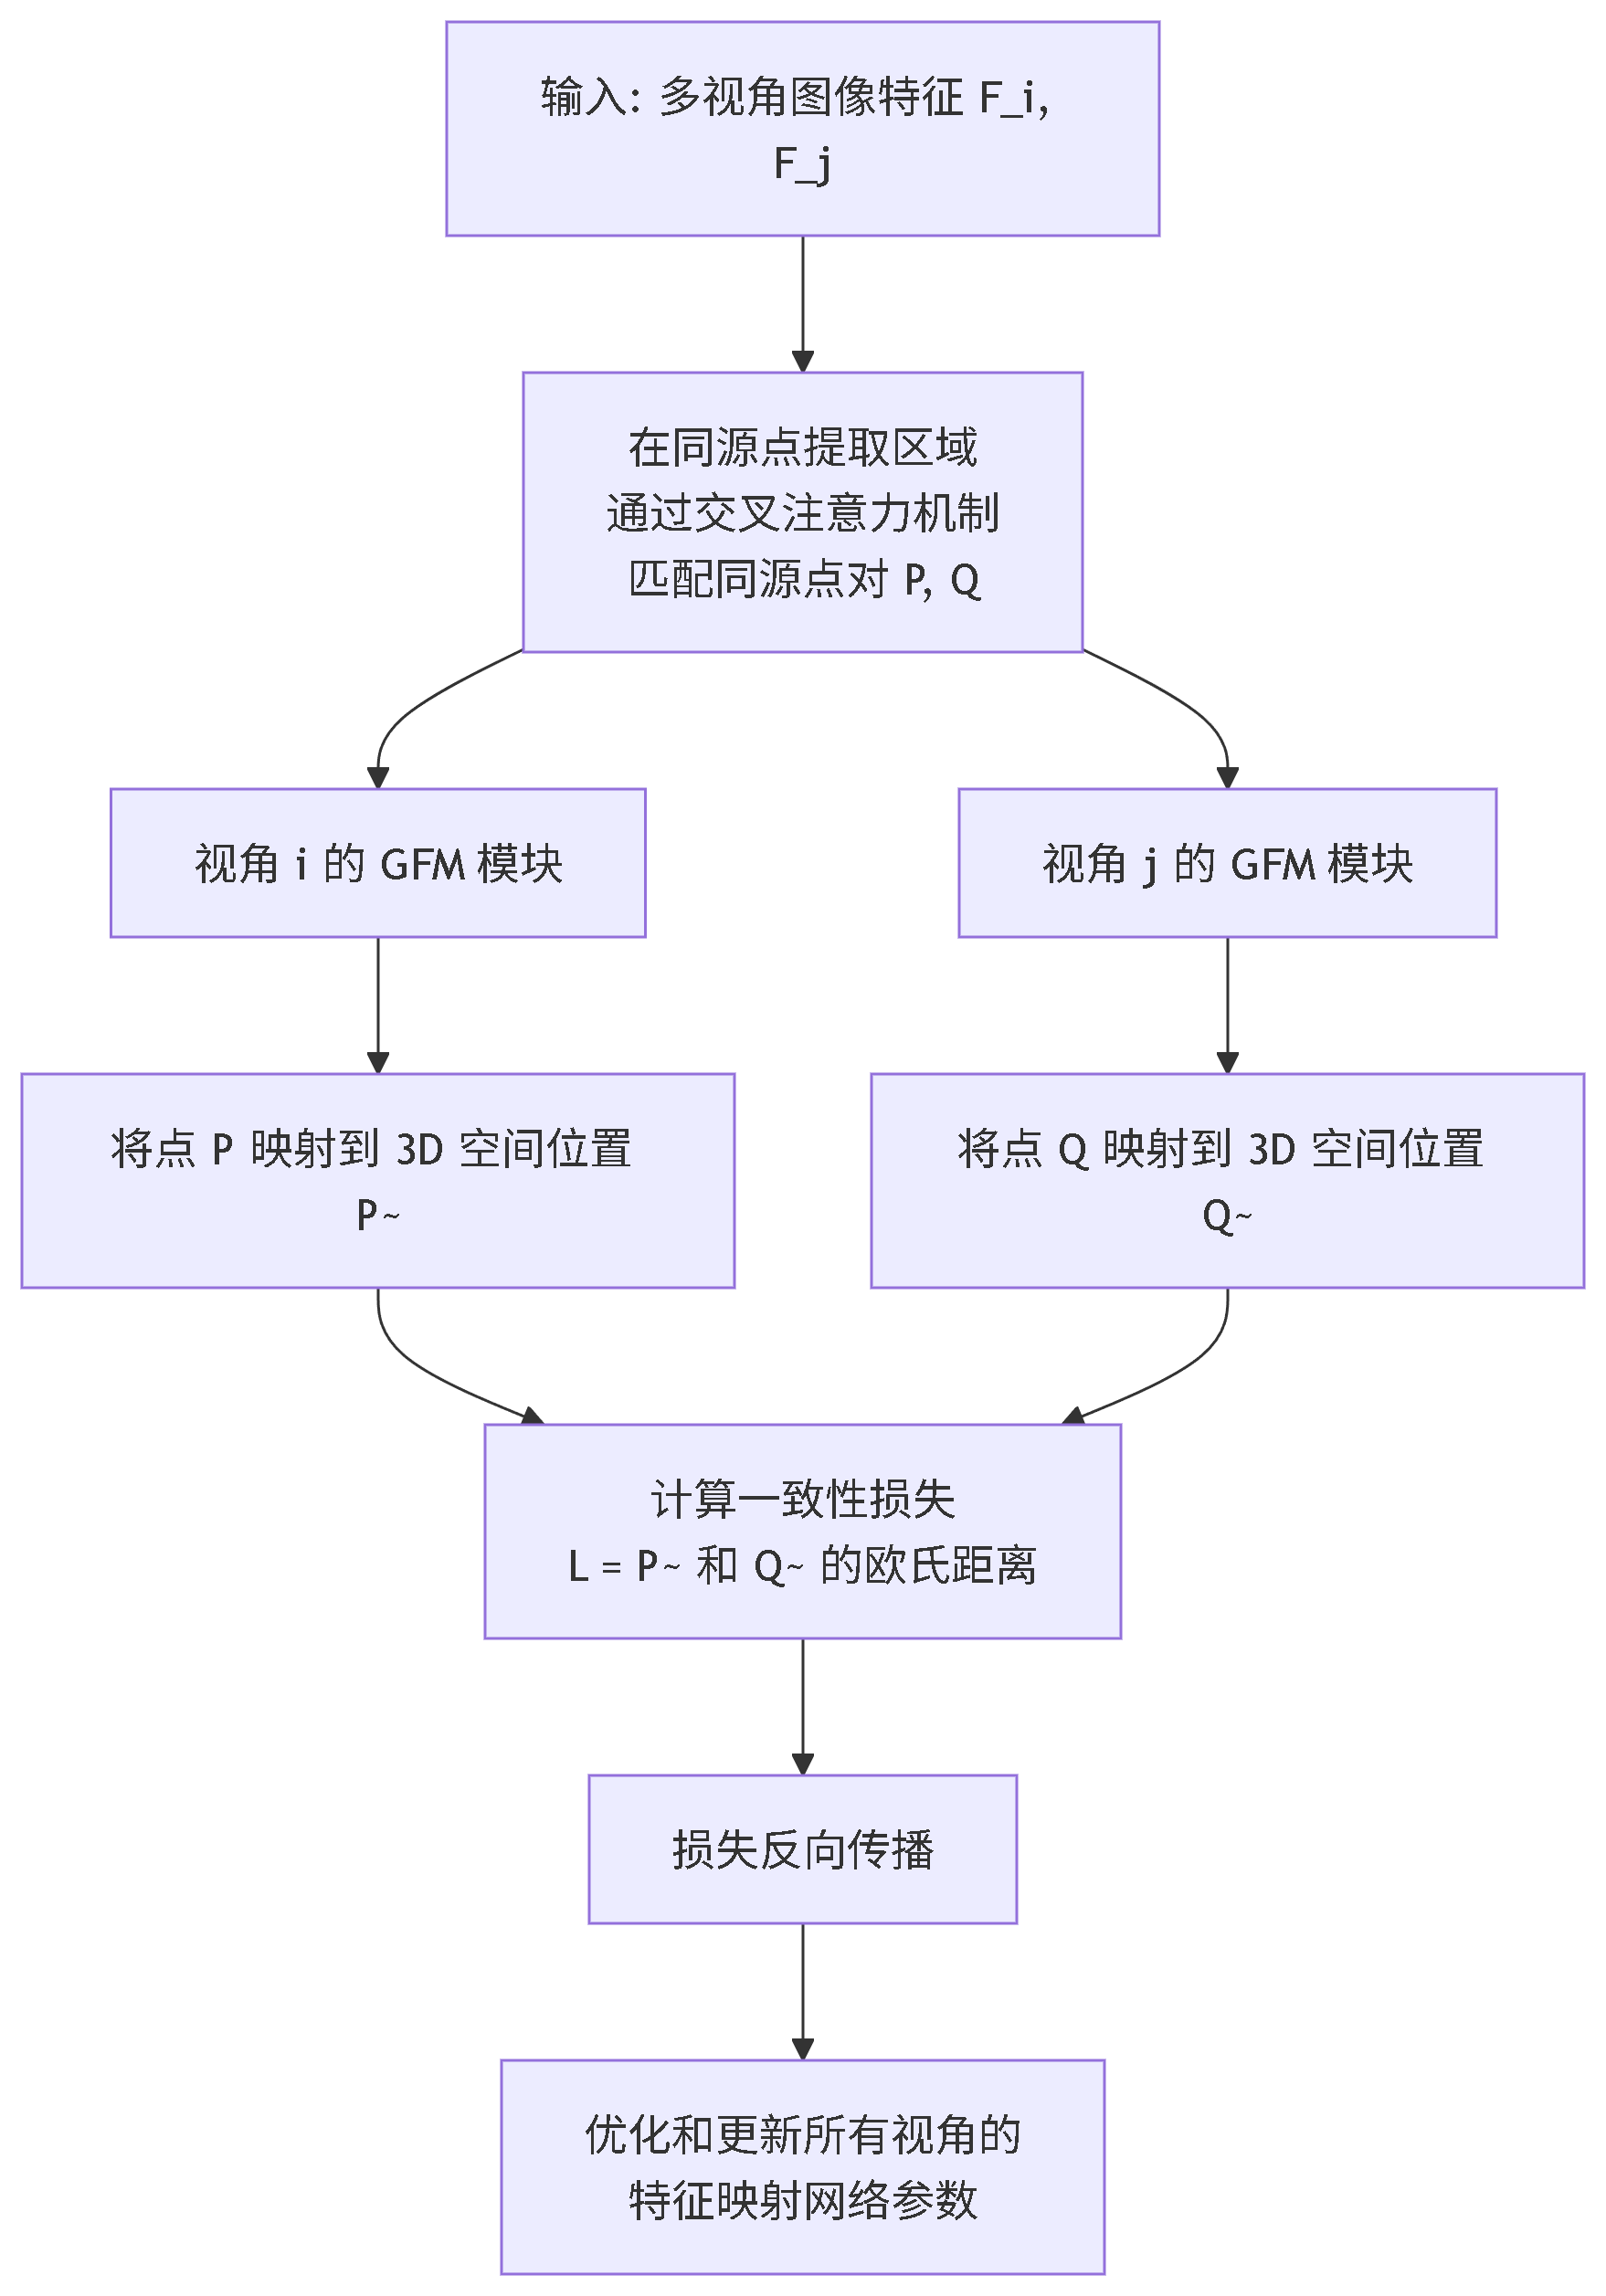 输入: 多视角图像特征 F_i,
F_j
在同源点提取区域
通过交叉注意力机制
匹配同源点对 P, Q
视角 i 的 GFM 模块
视角 j 的 GFM 模块
将点 P 映射到 3D 空间位置
P~
将点 Q 映射到 3D 空间位置
Q~
计算一致性损失
L = P~ 和 Q~ 的欧氏距离
损失反向传播
优化和更新所有视角的
特征映射网络参数